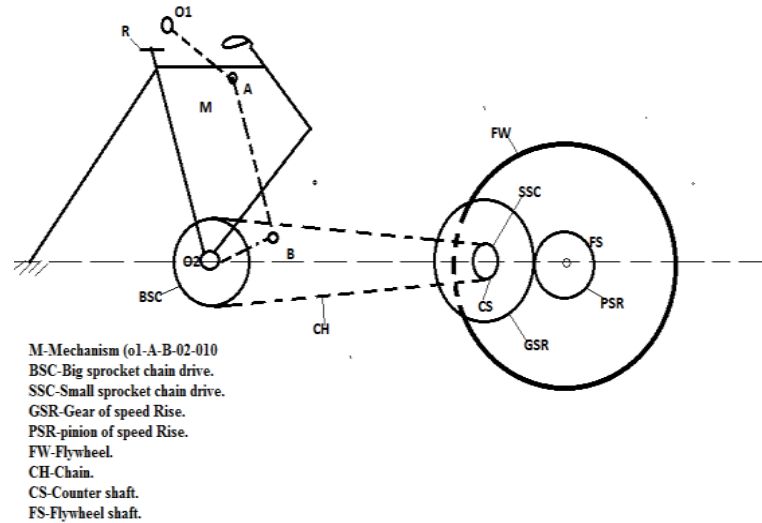 O1
R
A
M
FW
SSC
B
O2
FS
BSC
CS
PSR
CH
GSR
M-Mechanism (o1-A-B-02-010
BSC-Big sprocket chain drive.
SSC-Small sprocket chain drive.
GSR-Gear of speed Rise.
PSR-pinion of speed Rise.
FW-Flywheel.
CH-Chain.
CS-Counter shaft.
FS-Flywheel shaft.